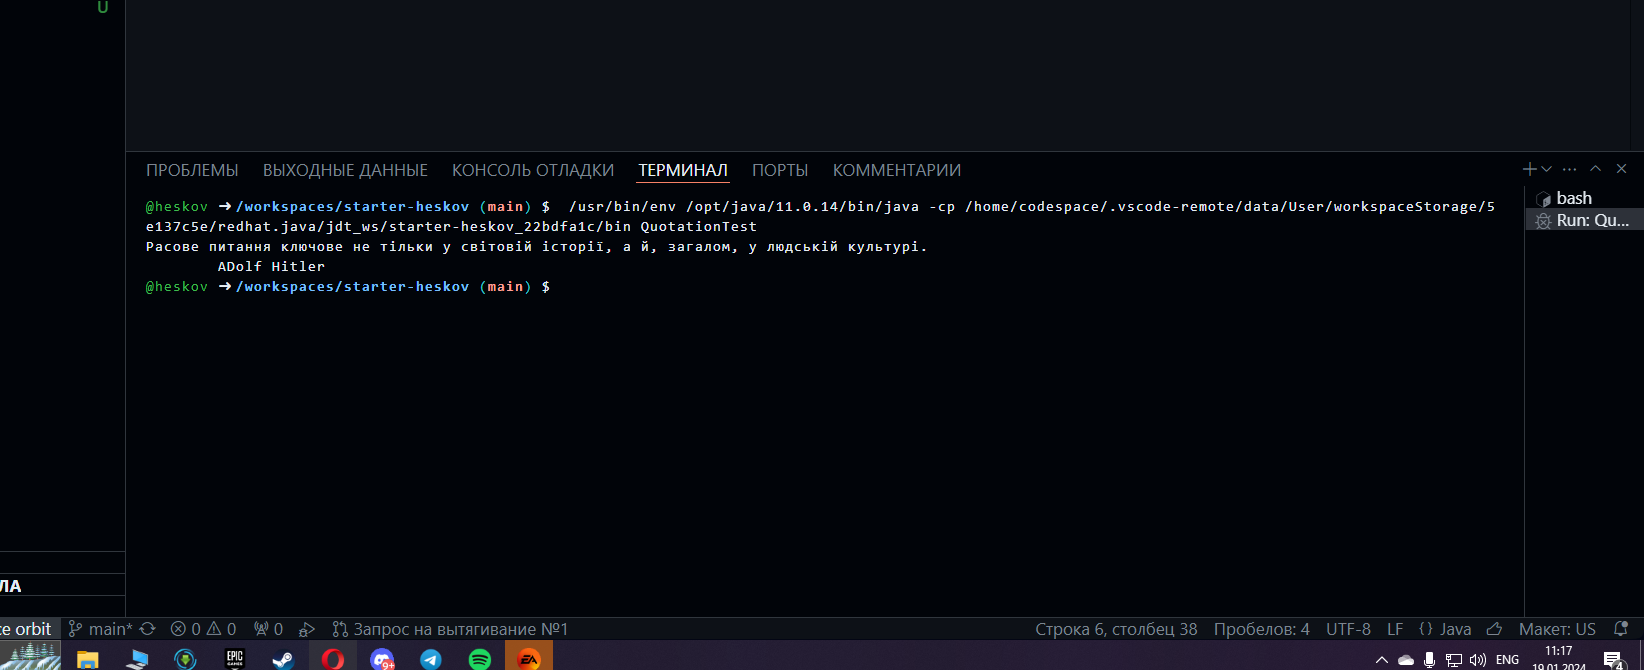 U
ПРОБЛЕМЫ ВЫХОДНЫЕ ДАННЫЕ КОНСОЛЬ ОТЛАДКИ ТЕРМИНАЛ ПОРТЫ КОММЕНТАРИИ
@heskov ➜ /workspaces/starter-heskov (main) $  /usr/bin/env /opt/java/11.0.14/bin/java -cp /home/codespace/.vscode-remote/data/User/workspaceStorage/5
e137c5e/redhat.java/jdt_ws/starter-heskov_22bdfa1c/bin QuotationTest
Расове питання ключове не тільки у світовій історії, а й, загалом, у людській культурі.
ADolf Hitler
@heskov ➜ /workspaces/starter-heskov (main) $
bash
Run: Qu...
ЛА
ce orbit main* 0 0 0 Запрос на вытягивание №1 Строка 6, столбец 38 Пробелов: 4 UTF-8 LF {} Java Макет: US
EPIC GAMES 9+ EA ENG 11:17
19.01.2024 4